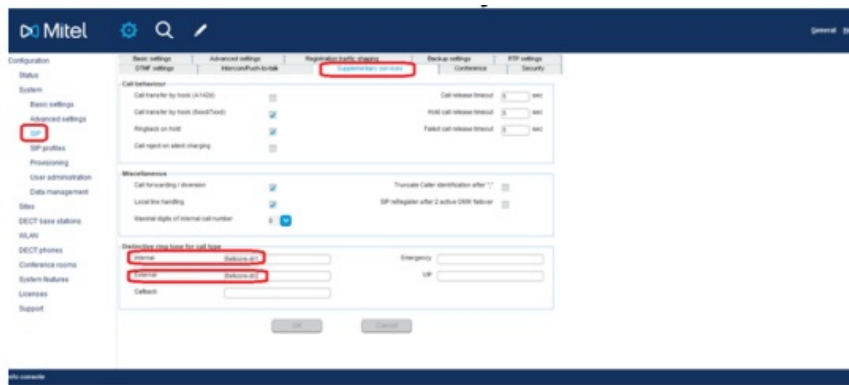 Mitel
General
Configuration
Status
System
Basic settings
Advanced settings
SIP
SIP profiles
Provisioning
User administration
Data management
Sites
DECT base stations
WLAN
DECT phones
Conference rooms
System features
Licenses
Support
Basic settings Advanced settings Registration traffic shaping Backup settings RTP settings
DTMF settings Intercom/Push-to-talk Supplementary services Conference Security
Call behaviour
Call transfer by hook (A142d) Call release timeout 5 sec
Call transfer by hook Hold call release timeout 5 sec
Ringback on hold Failed call release timeout 5 sec
Call reject on silent charging
Miscellaneous
Call forwarding / diversion Truncate Caller Identification after ";"
Local line handling SIP reRegister after 2 active OMM failover
Maximal digits of internal call number 6
Distinctive ring tone for call type
Internal Bellcore-dr1 Emergency
External VIP
Callback
OK Cancel
Info console